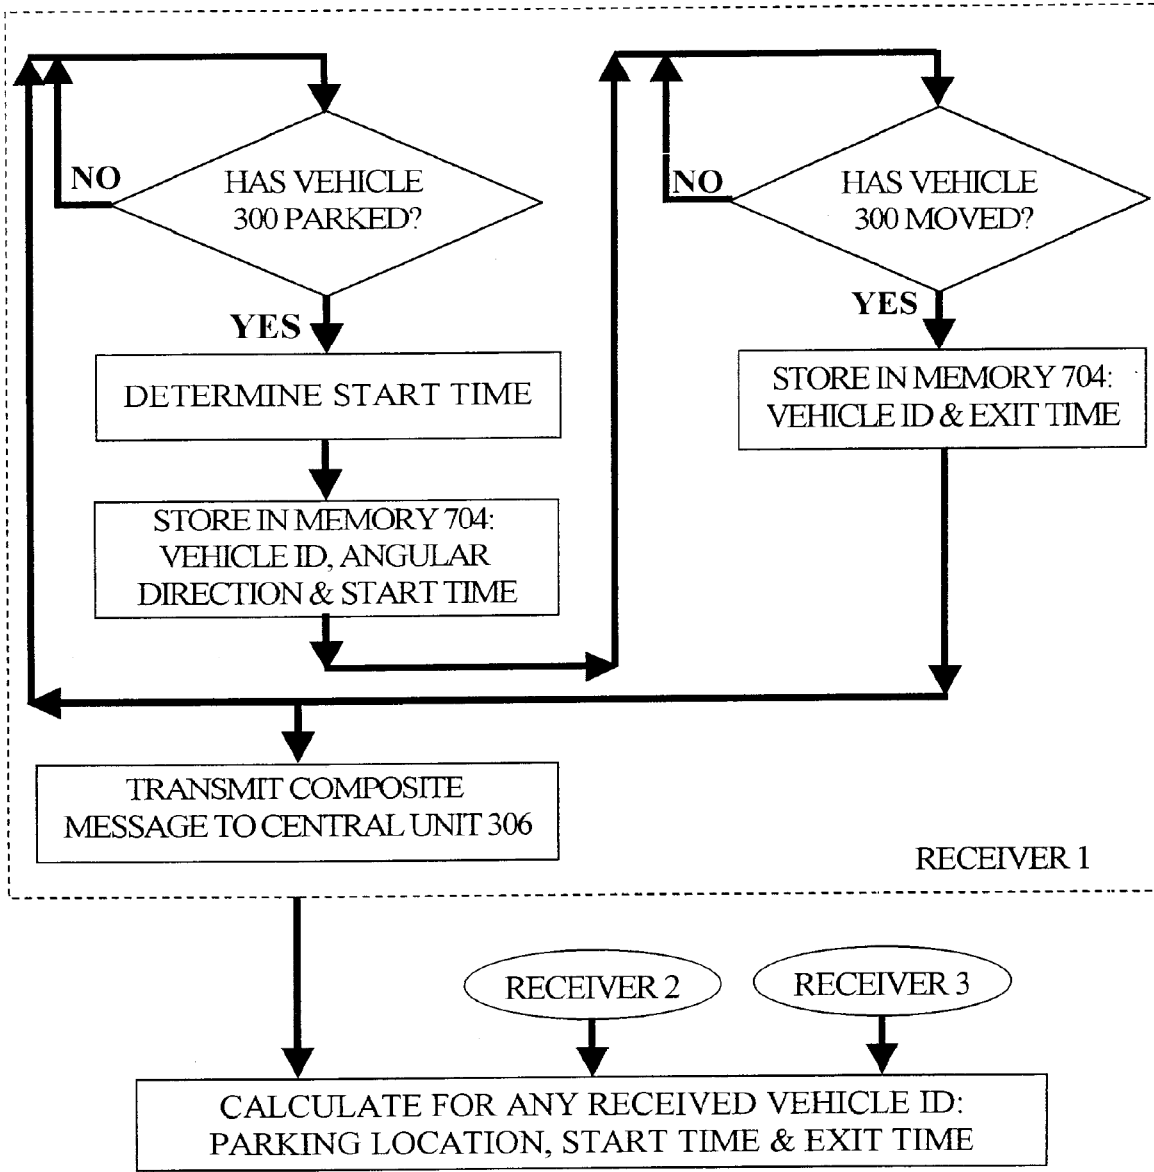 HAS VEHICLE
300 PARKED?
NO
YES
DETERMINE START TIME
STORE IN MEMORY 704:
VEHICLE ID, ANGULAR
DIRECTION & START TIME
HAS VEHICLE
300 MOVED?
NO
YES
STORE IN MEMORY 704:
VEHICLE ID & EXIT TIME
TRANSMIT COMPOSITE
MESSAGE TO CENTRAL UNIT 306
RECEIVER 1
RECEIVER 2
RECEIVER 3
CALCULATE FOR ANY RECEIVED VEHICLE ID:
PARKING LOCATION, START TIME & EXIT TIME